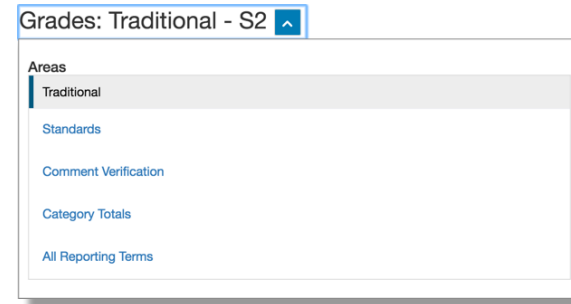 Grades: Traditional - S2
Areas
Traditional
Standards
Comment Verification
Category Totals
All Reporting Terms